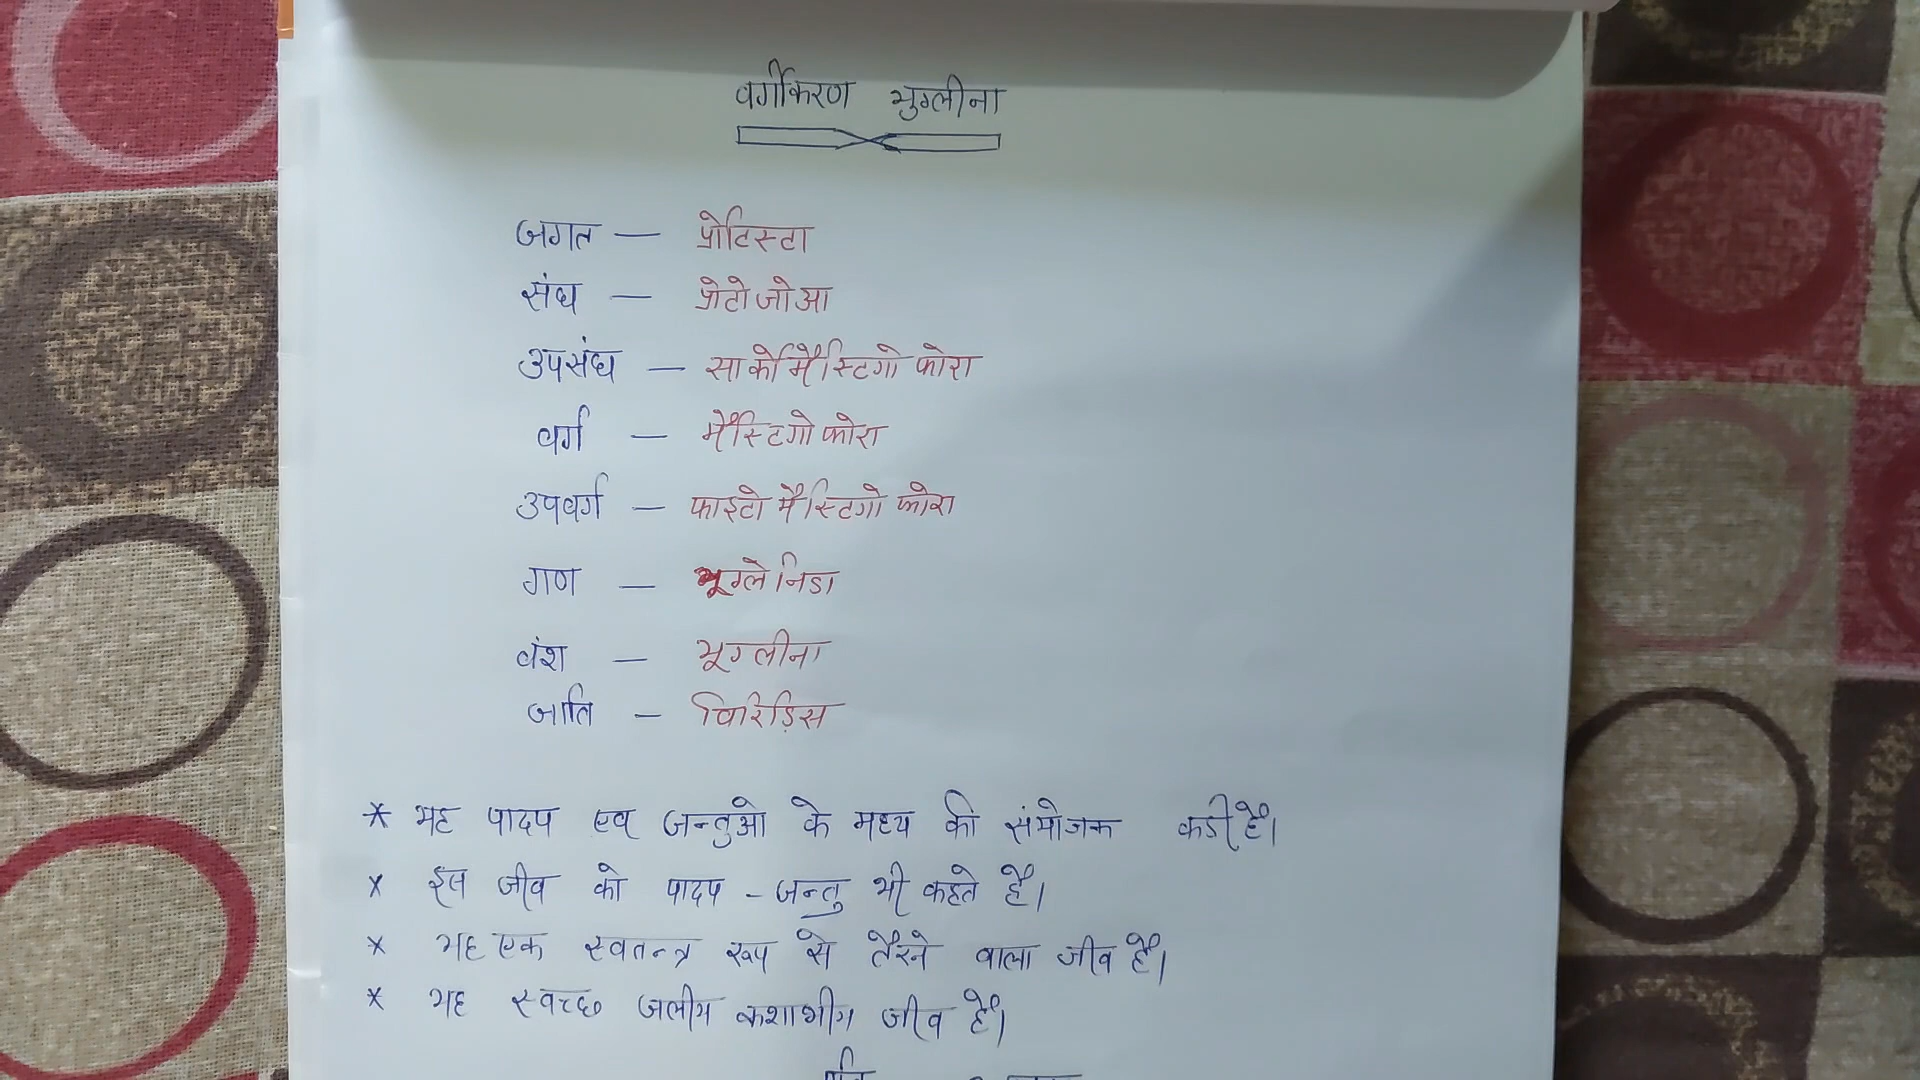 वर्गीकरण युग्लीना
जगत — प्रोटिस्टा
संघ — प्रोटोजोआ
उपसंघ — सार्कोमैस्टिगोफोरा
वर्ग — मैस्टिगोफोरा
उपवर्ग — फाइटोमैस्टिगोफोरा
गण — यूग्लेनिडा
वंश — यूग्लीना
जाति — विरिडिस
* यह पादप एव जन्तुओ के मध्य की संयोजक कडी है।
* इस जीव को पादप - जन्तु भी कहते है।
* यह एक स्वतन्त्र रूप से तैरने वाला जीव है।
* यह स्वच्छ जलीय कशाभीय जीव है।